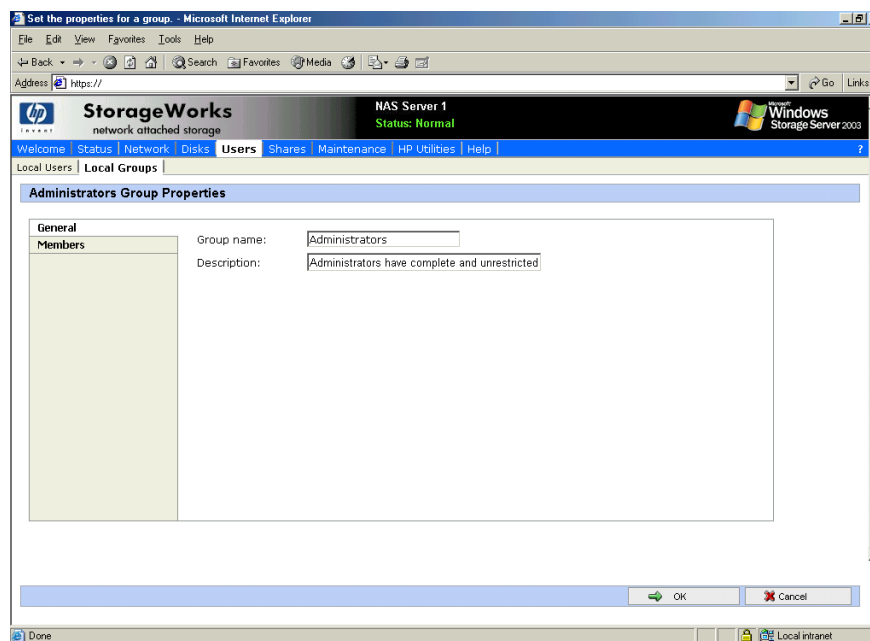 Set the properties for a group. - Microsoft Internet Explorer
File Edit View Favorites Tools Help
Back Search Favorites Media
Address https:// Go Links
hp
invent
StorageWorks
network attached storage
NAS Server 1
Status: Normal
Microsoft
Windows
Storage Server 2003
Welcome Status Network Disks Users Shares Maintenance HP Utilities Help ?
Local Users Local Groups
Administrators Group Properties
General
Members
Group name: Administrators
Description: Administrators have complete and unrestricted
OK Cancel
Done Local intranet